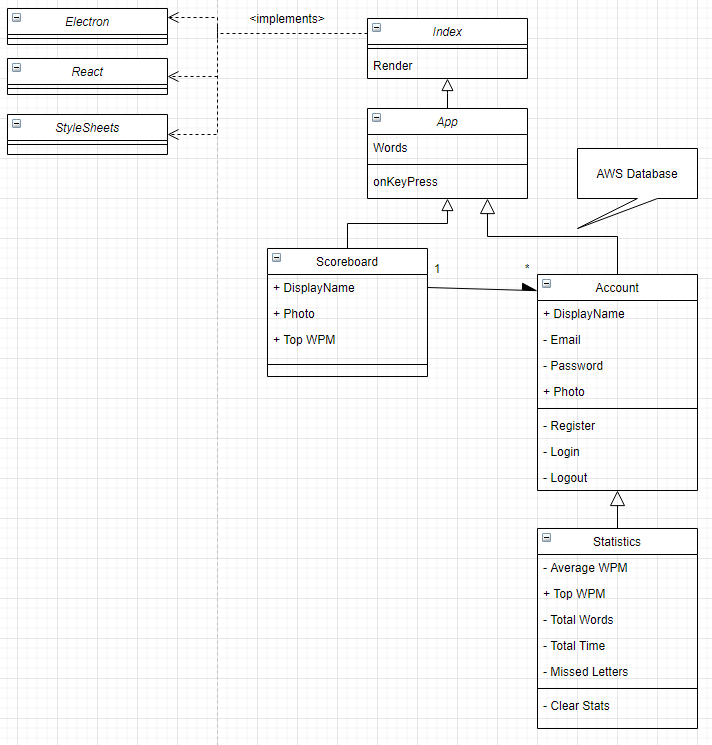 Electron
<implements>
Index
Render
React
StyleSheets
App
Words
onKeyPress
AWS Database
Scoreboard
+ DisplayName
+ Photo
+ Top WPM
1
*
Account
+ DisplayName
- Email
- Password
+ Photo
- Register
- Login
- Logout
Statistics
- Average WPM
+ Top WPM
- Total Words
- Total Time
- Missed Letters
- Clear Stats